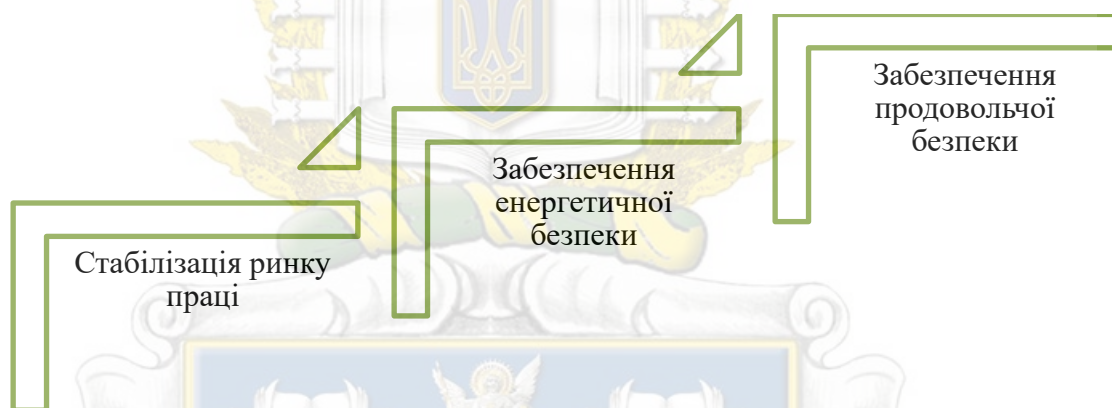 Забезпечення
продовольчої
безпеки
Забезпечення
енергетичної
безпеки
Стабілізація ринку
праці